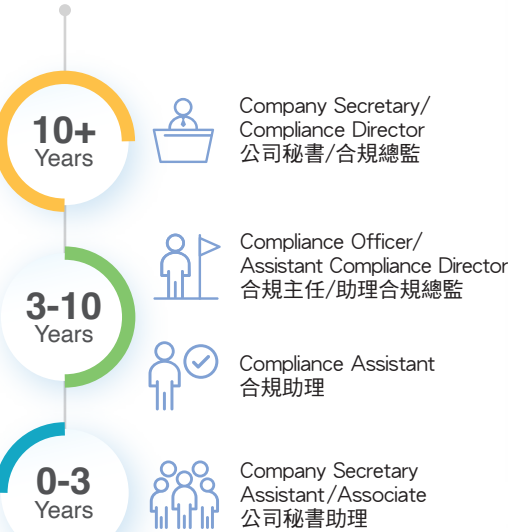 10+
Years
Company Secretary/
Compliance Director
公司秘書/合規總監
3-10
Years
Compliance Officer/
Assistant Compliance Director
合規主任/助理合規總監
Compliance Assistant
合規助理
0-3
Years
Company Secretary
Assistant/Associate
公司秘書助理